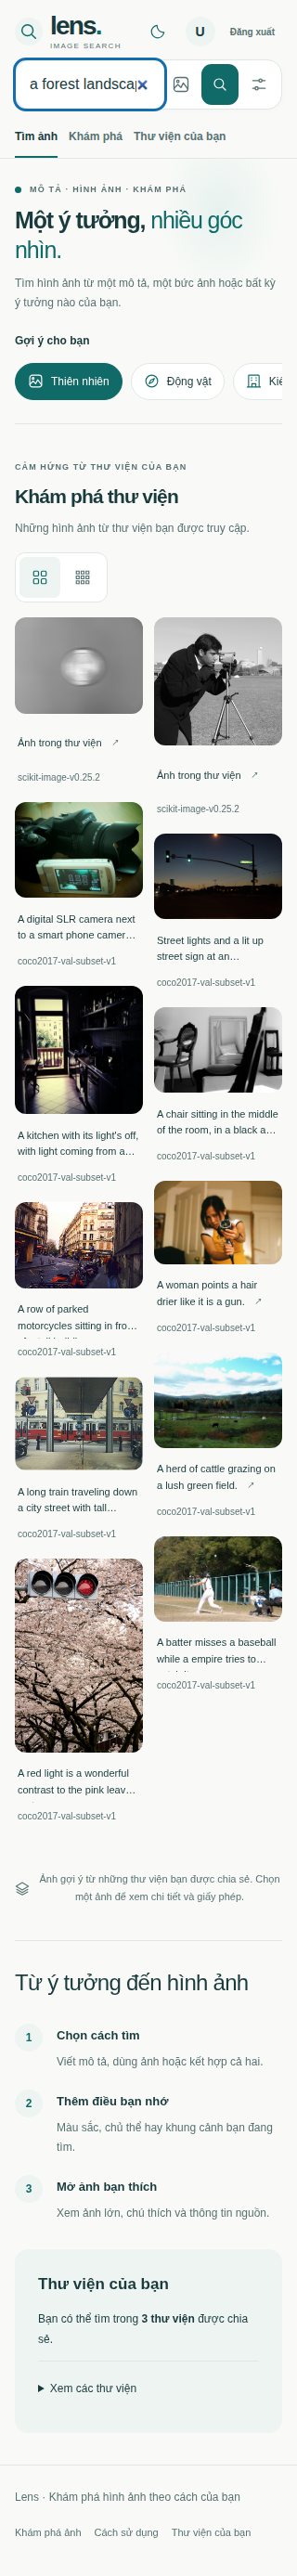 lens.
IMAGE SEARCH
U
Đăng xuất
a forest landscap
Tìm ảnh
Khám phá
Thư viện của bạn
MÔ TẢ · HÌNH ẢNH · KHÁM PHÁ
Một ý tưởng, nhiều góc
nhìn.
Tìm hình ảnh từ một mô tả, một bức ảnh hoặc bất kỳ
ý tưởng nào của bạn.
Gợi ý cho bạn
Thiên nhiên
Động vật
CẢM HỨNG TỪ THƯ VIỆN CỦA BẠN
Khám phá thư viện
Những hình ảnh từ thư viện bạn được truy cập.
Ảnh trong thư viện ↗
scikit-image-v0.25.2
Ảnh trong thư viện ↗
scikit-image-v0.25.2
A digital SLR camera next
to a smart phone camer…
coco2017-val-subset-v1
Street lights and a lit up
street sign at an…
coco2017-val-subset-v1
A kitchen with its light's off,
with light coming from a…
coco2017-val-subset-v1
A chair sitting in the middle
of the room, in a black a…
coco2017-val-subset-v1
A row of parked
motorcycles sitting in fro…
coco2017-val-subset-v1
A woman points a hair
drier like it is a gun. ↗
coco2017-val-subset-v1
A long train traveling down
a city street with tall…
coco2017-val-subset-v1
A herd of cattle grazing on
a lush green field. ↗
coco2017-val-subset-v1
A batter misses a baseball
while a empire tries to…
coco2017-val-subset-v1
A red light is a wonderful
contrast to the pink leav…
coco2017-val-subset-v1
Ảnh gợi ý từ những thư viện bạn được chia sẻ. Chọn
một ảnh để xem chi tiết và giấy phép.
Từ ý tưởng đến hình ảnh
1
Chọn cách tìm
Viết mô tả, dùng ảnh hoặc kết hợp cả hai.
2
Thêm điều bạn nhớ
Màu sắc, chủ thể hay khung cảnh bạn đang
tìm.
3
Mở ảnh bạn thích
Xem ảnh lớn, chú thích và thông tin nguồn.
Thư viện của bạn
Bạn có thể tìm trong 3 thư viện được chia
sẻ.
Xem các thư viện
Lens · Khám phá hình ảnh theo cách của bạn
Khám phá ảnh
Cách sử dụng
Thư viện của bạn